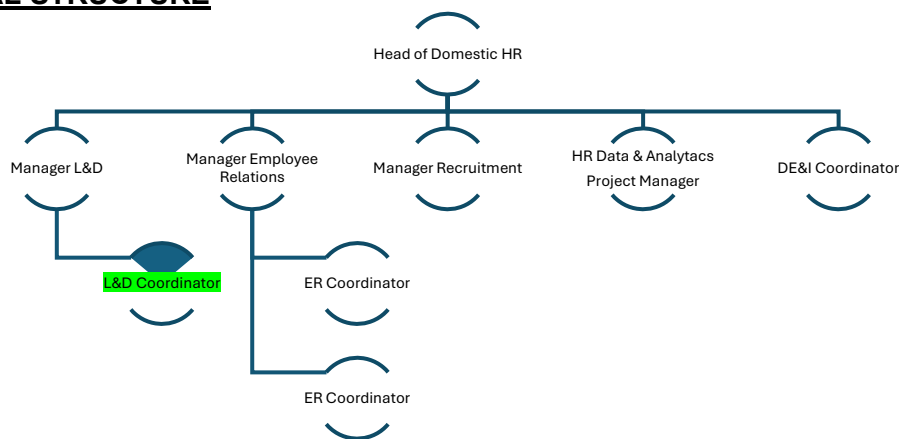 STRUCTURE
Head of Domestic HR
Manager L&D
Manager Employee
Relations
Manager Recruitment
HR Data & Analytacs
Project Manager
DE&I Coordinator
L&D Coordinator
ER Coordinator
ER Coordinator